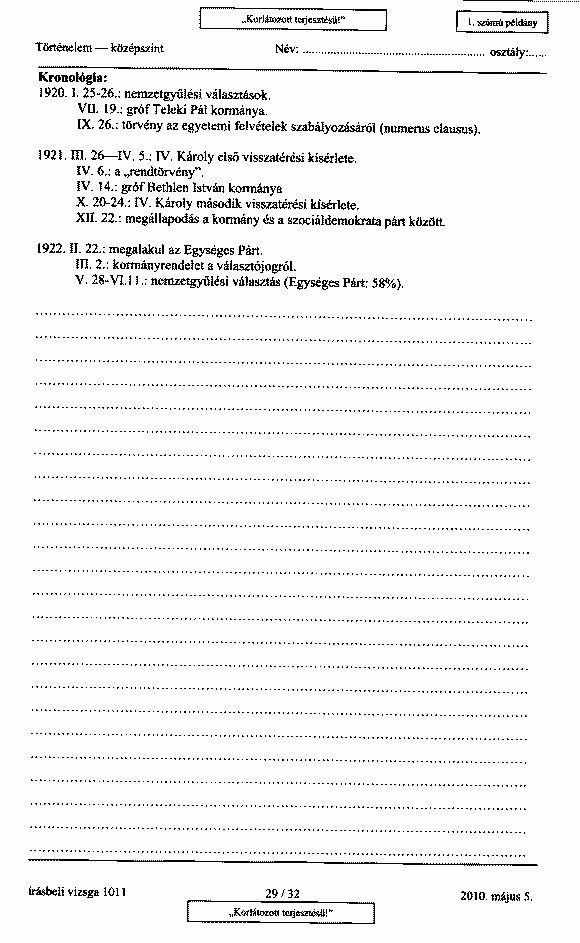 „Korlátozott terjesztésű!”
1. számú példány
Történelem — középszint Név: ........................................................... osztály:......
Kronológia:
1920. I. 25-26.: nemzetgyűlési választások.
VII. 19.: gróf Teleki Pál kormánya.
IX. 26.: törvény az egyetemi felvételek szabályozásáról (numerus clausus).
1921. III. 26—IV. 5.: IV. Károly első visszatérési kísérlete.
IV. 6.: a „rendtörvény”.
IV. 14.: gróf Bethlen István kormánya
X. 20-24.: IV. Károly második visszatérési kísérlete.
XII. 22.: megállapodás a kormány és a szociáldemokrata párt között.
1922. II. 22.: megalakul az Egységes Párt.
III. 2.: kormányrendelet a választójogról.
V. 28-VI.11.: nemzetgyűlési választás (Egységes Párt: 58%).
írásbeli vizsga 1011 29 / 32 2010. május 5.
„Korlátozott terjesztésű!”